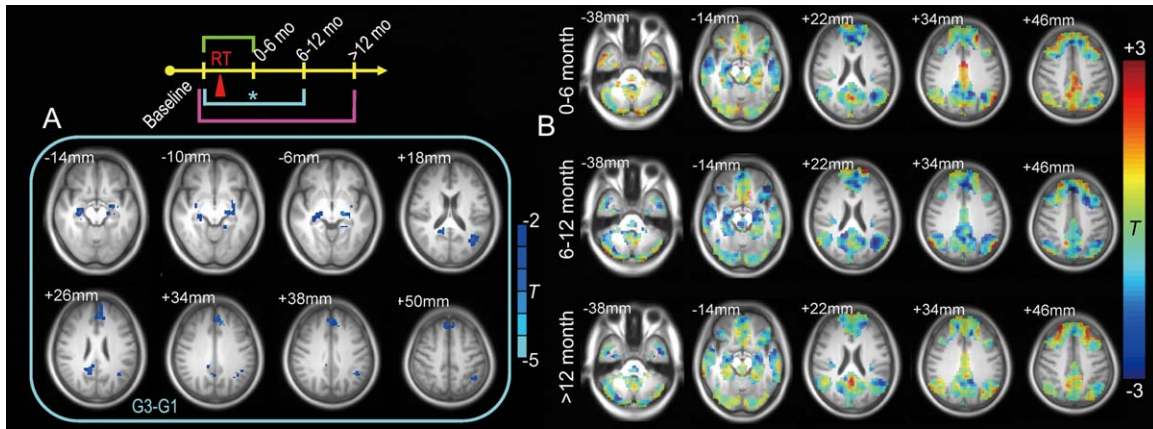 RT
0-6 mo
6-12 mo
>12 mo
Baseline
*
A
-14mm
-10mm
-6mm
+18mm
+26mm
+34mm
+38mm
+50mm
G3-G1
-2
T
-5
B
0-6 month
-38mm
-14mm
+22mm
+34mm
+46mm
6-12 month
-38mm
-14mm
+22mm
+34mm
+46mm
>12 month
-38mm
-14mm
+22mm
+34mm
+46mm
+3
T
-3